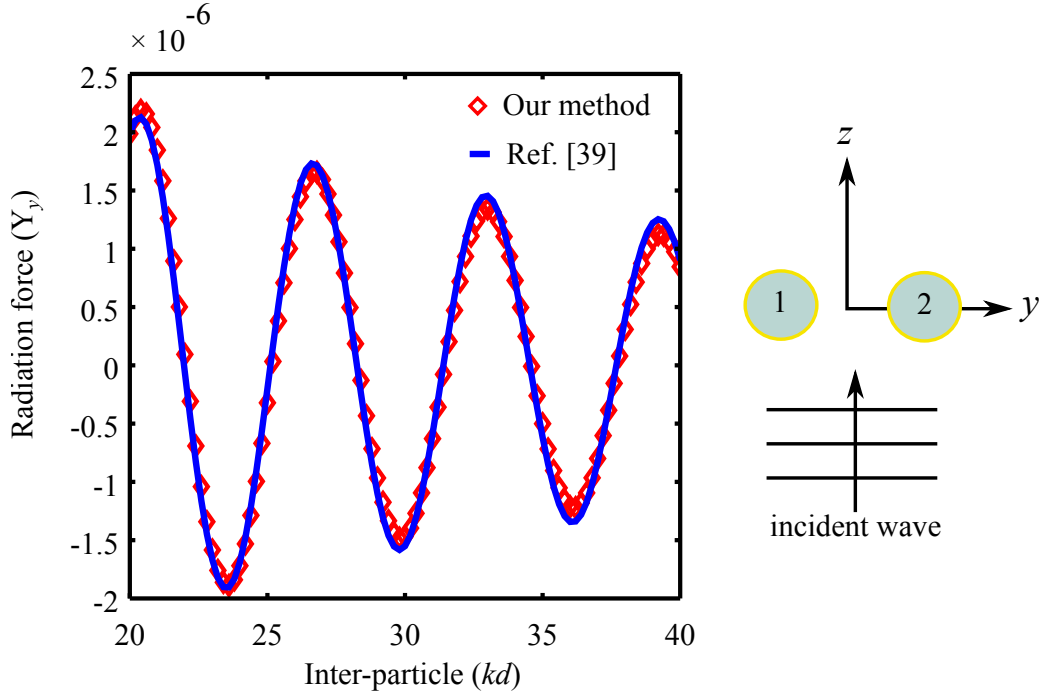 × 10^-6
2.5
2
1.5
1
0.5
0
-0.5
-1
-1.5
-2
20
25
30
35
40
Radiation force (Y_y)
Inter-particle (kd)
Our method
Ref. [39]
z
1
2
y
incident wave